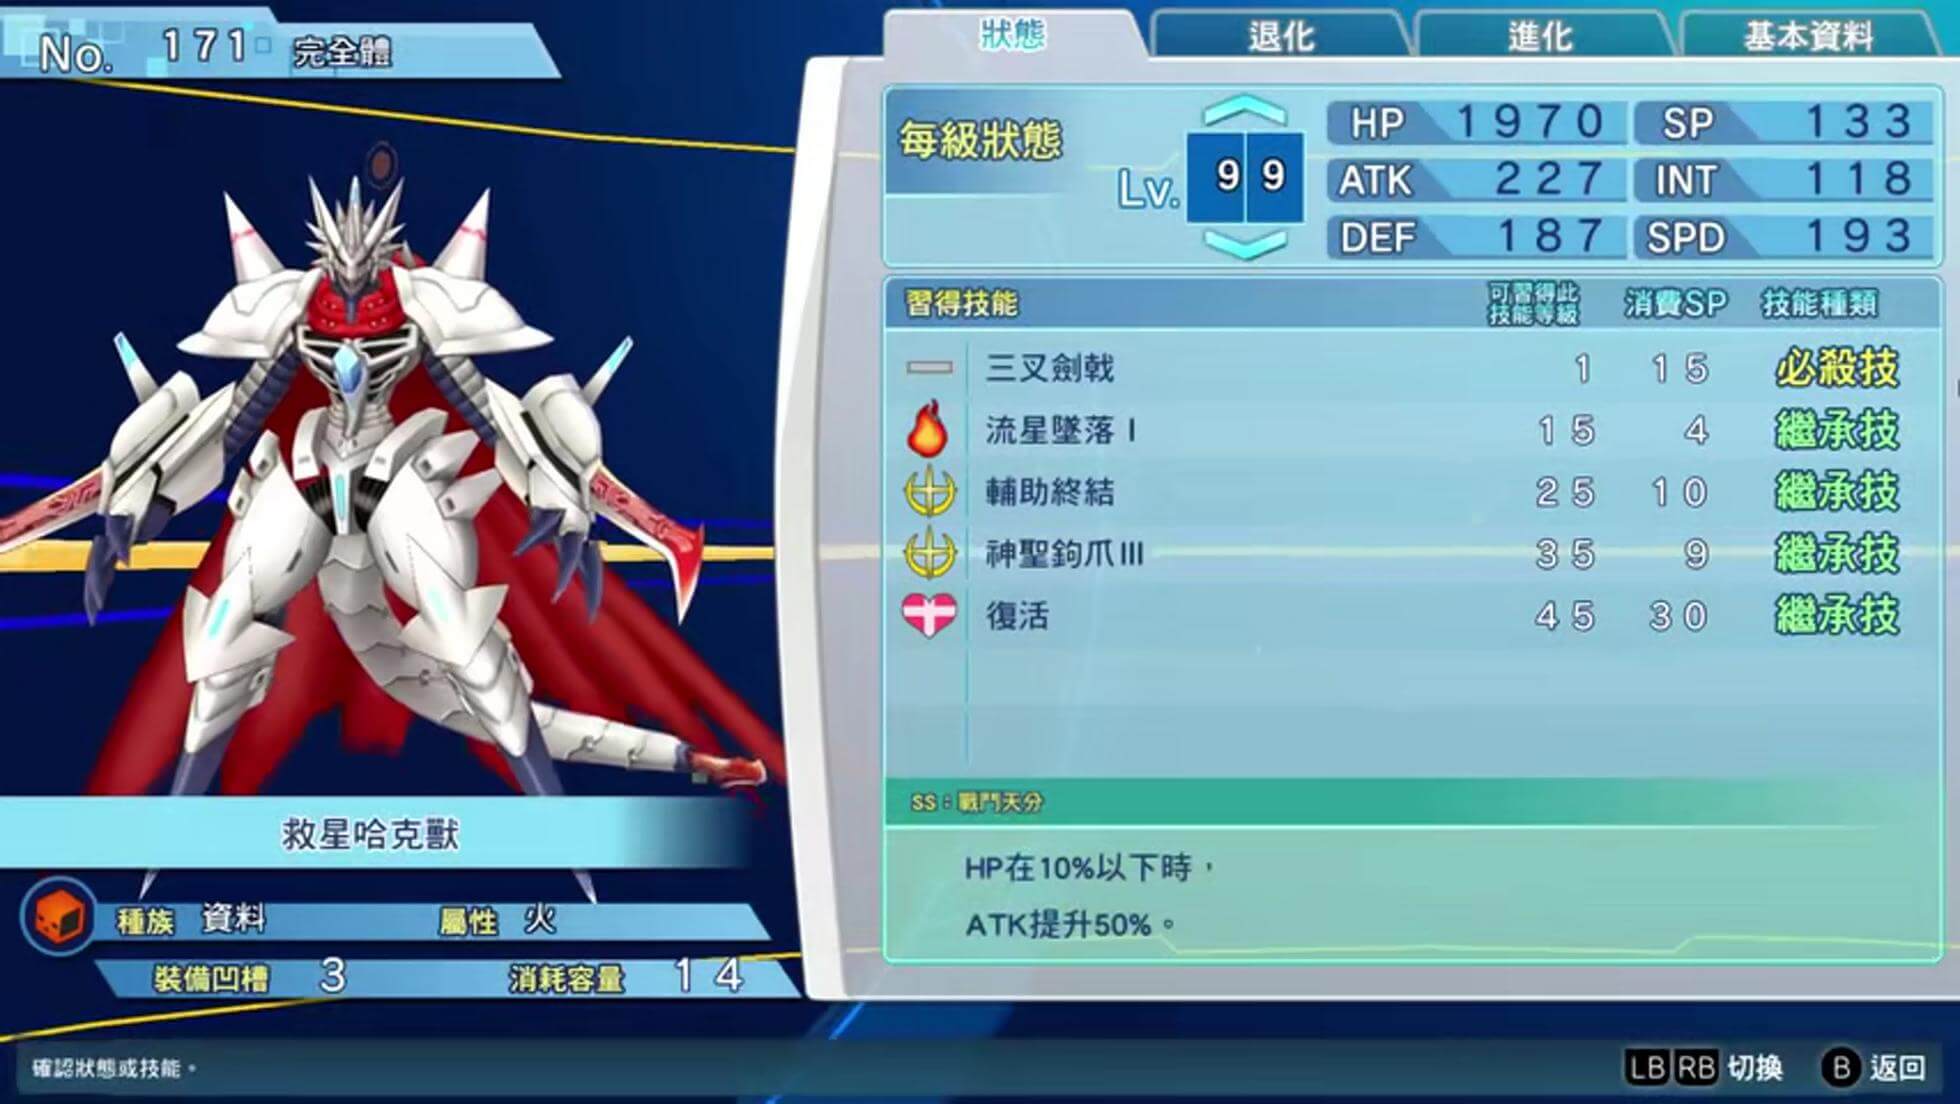 No. 171 完全體
狀態 退化 進化 基本資料
每級狀態
Lv. 99
HP 1970 SP 133
ATK 227 INT 118
DEF 187 SPD 193
習得技能 可習得此技能等級 消費SP 技能種類
三叉劍戟 1 15 必殺技
流星墜落 I 15 4 繼承技
輔助終結 25 10 繼承技
神聖鉤爪III 35 9 繼承技
復活 45 30 繼承技
SS：戰鬥天分
HP在10%以下時，
ATK提升50%。
救星哈克獸
種族 資料 屬性 火
裝備凹槽 3 消耗容量 14
確認狀態或技能。
LB RB 切換 B 返回